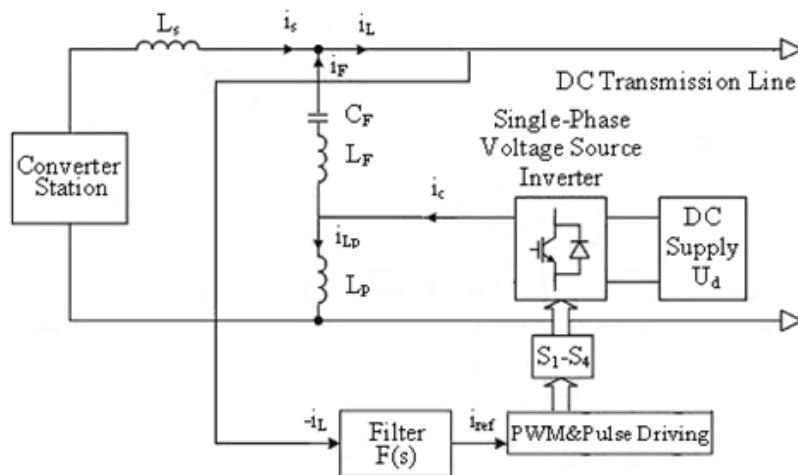 Ls
is
iL
iF
DC Transmission Line
CF
LF
Single-Phase
Voltage Source
Inverter
Converter
Station
ic
DC
Supply
Ud
iLp
LP
S1-S4
-iL
Filter
F(s)
iref
PWM&Pulse Driving